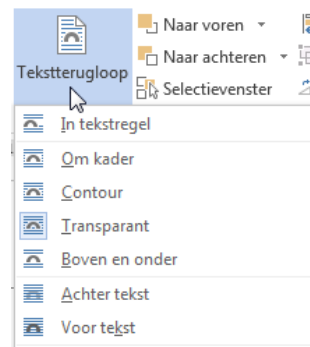 Naar voren
Naar achteren
Tekstterugloop
Selectievenster
In tekstregel
Om kader
Contour
Transparant
Boven en onder
Achter tekst
Voor tekst